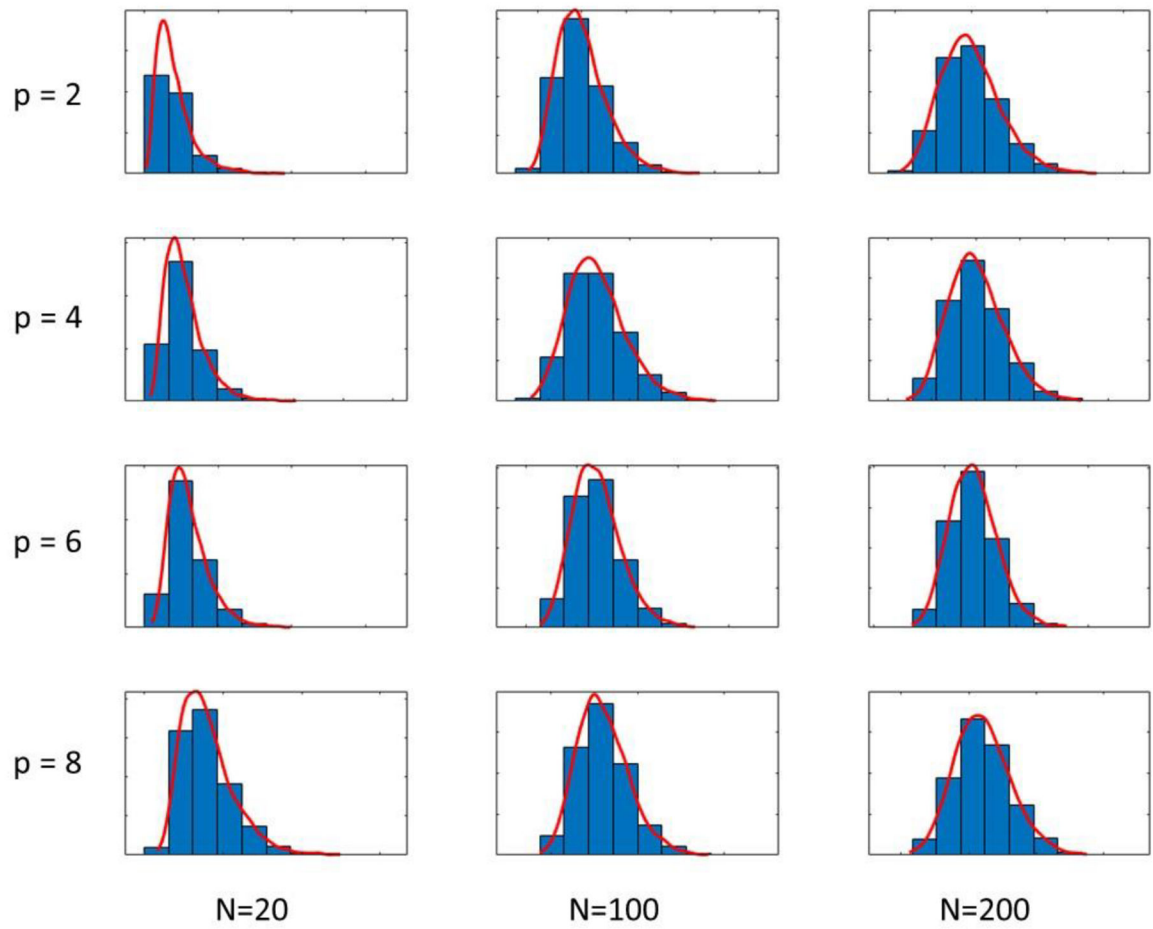 p = 2
p = 4
p = 6
p = 8
N=20 N=100 N=200